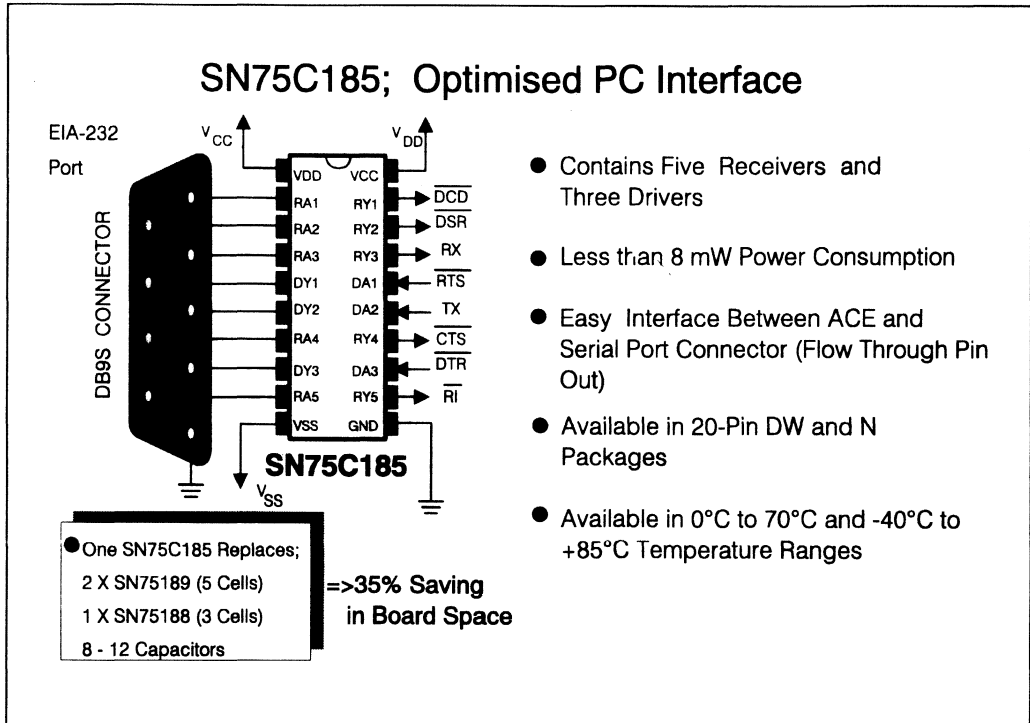 SN75C185; Optimised PC Interface
EIA-232
Port
VCC
VDD
DB9S CONNECTOR
VDD VCC
RA1 RY1 DCD
RA2 RY2 DSR
RA3 RY3 RX
DY1 DA1 RTS
DY2 DA2 TX
RA4 RY4 CTS
DY3 DA3 DTR
RA5 RY5 RI
VSS GND
SN75C185
VSS
● One SN75C185 Replaces;
2 X SN75189 (5 Cells)
1 X SN75188 (3 Cells)
8 - 12 Capacitors
=>35% Saving
in Board Space
● Contains Five Receivers and
Three Drivers
● Less than 8 mW Power Consumption
● Easy Interface Between ACE and
Serial Port Connector (Flow Through Pin
Out)
● Available in 20-Pin DW and N
Packages
● Available in 0°C to 70°C and -40°C to
+85°C Temperature Ranges